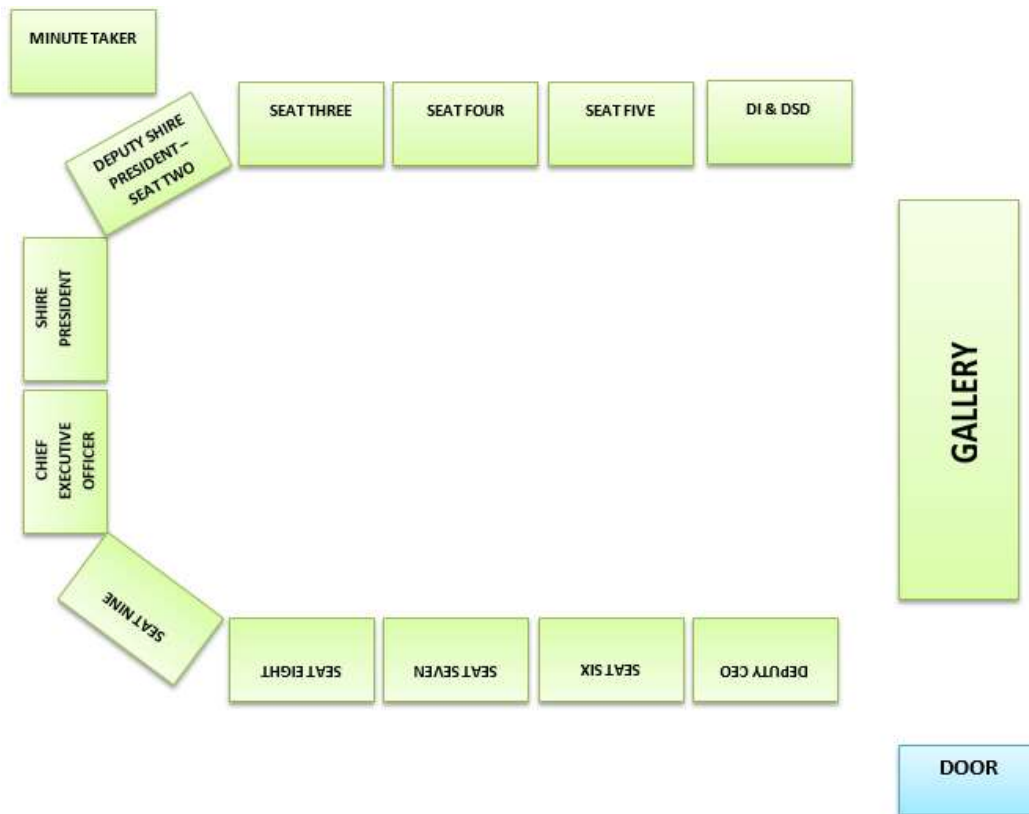 MINUTE TAKER
DEPUTY SHIRE
PRESIDENT –
SEAT TWO
SEAT THREE
SEAT FOUR
SEAT FIVE
DI & DSD
SHIRE
PRESIDENT
CHIEF
EXECUTIVE
OFFICER
GALLERY
SEAT NINE
SEAT EIGHT
SEAT SEVEN
SEAT SIX
DEPUTY CEO
DOOR